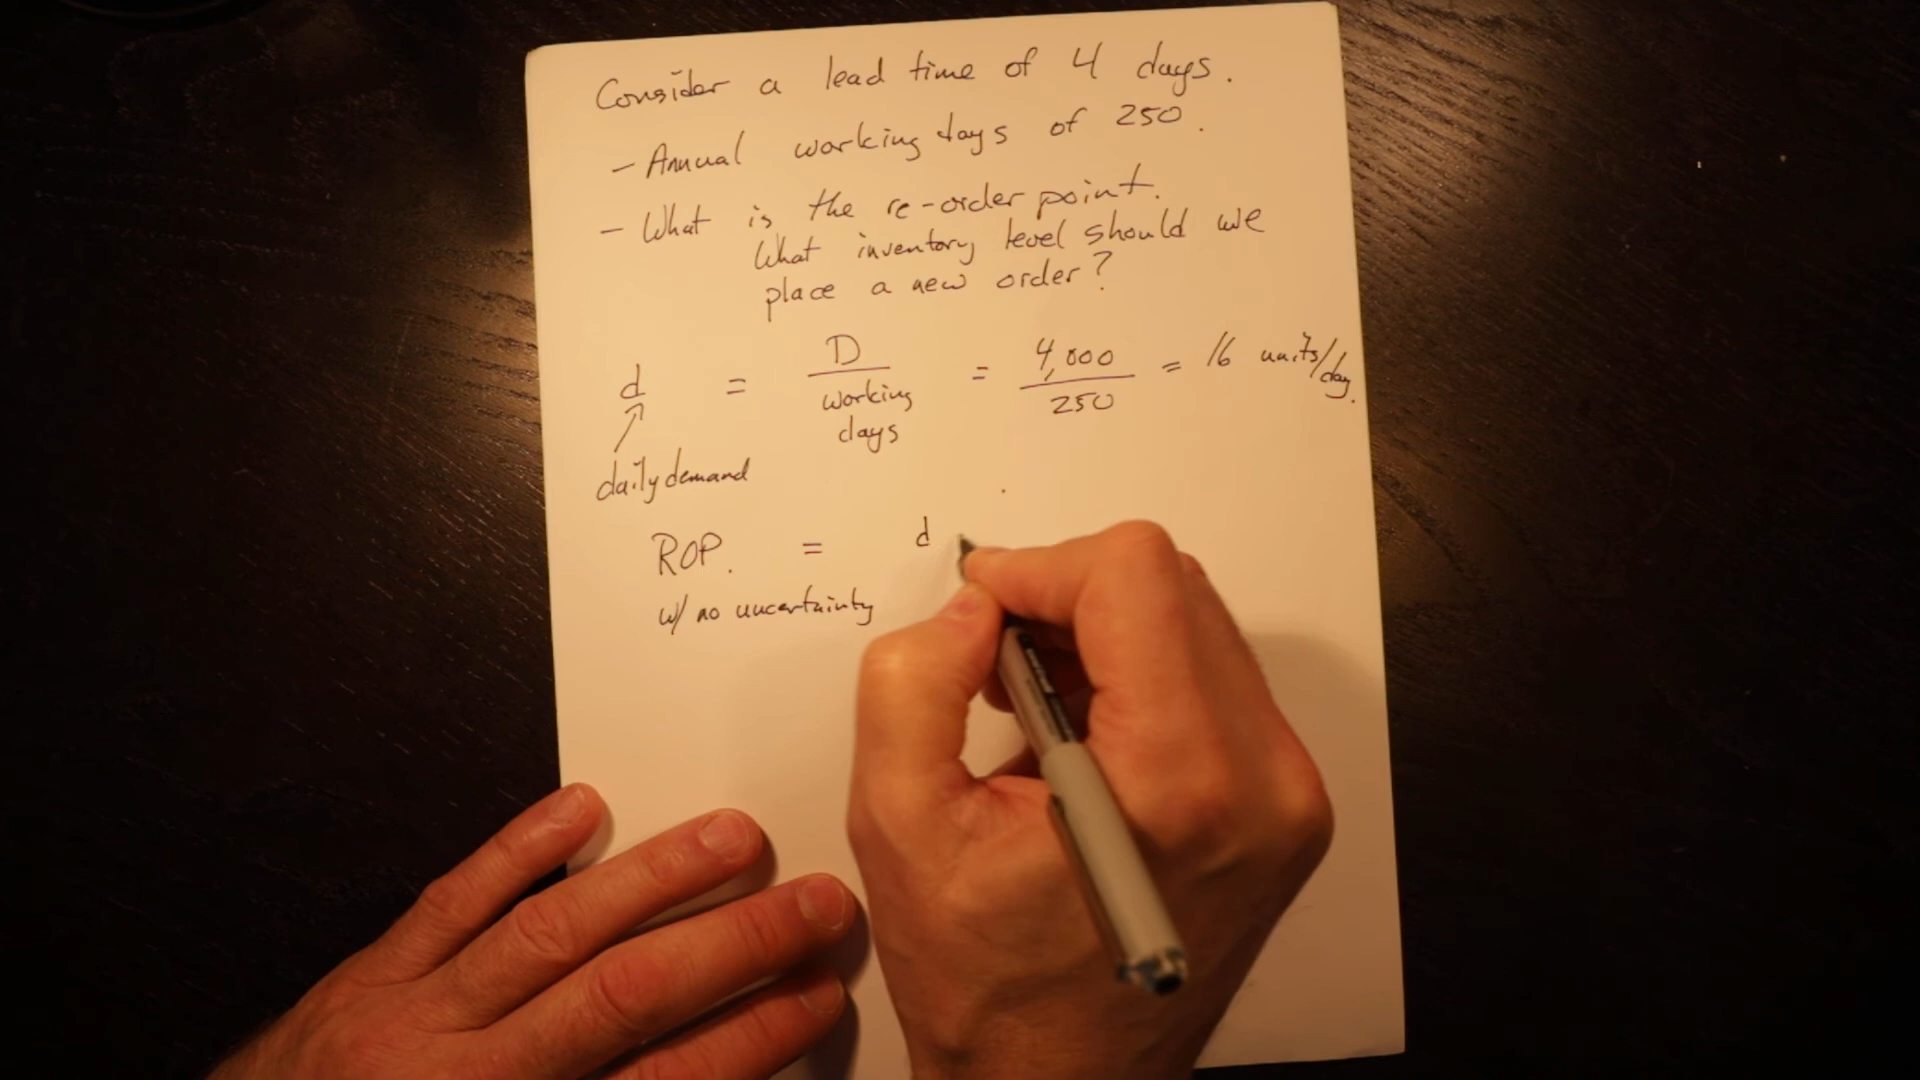 Consider a lead time of 4 days.
- Annual working days of 250.
- What is the re-order point.
What inventory level should we
place a new order?
d = D / working days = 4,000 / 250 = 16 units/day.
daily demand
ROP. = d
w/ no uncertainty